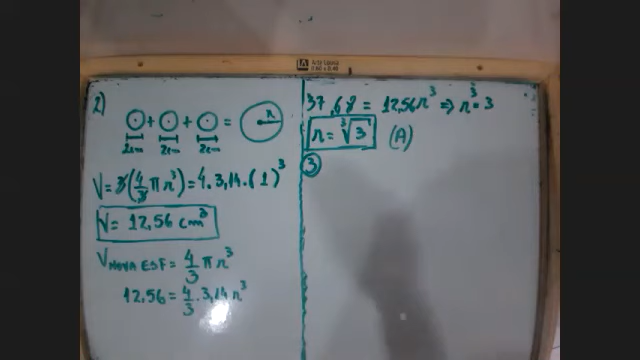 2)
+ + = r
2cm 2cm 2cm
V = 3(4/3 π r³) = 4.3,14.(1)³
V = 12,56 cm³
V NOVA ESF = 4/3 π r³
12,56 = 4/3 . 3,14 r³
37,68 = 12,56 r³ ⇒ r³ = 3
r = ³√3 (A)
3